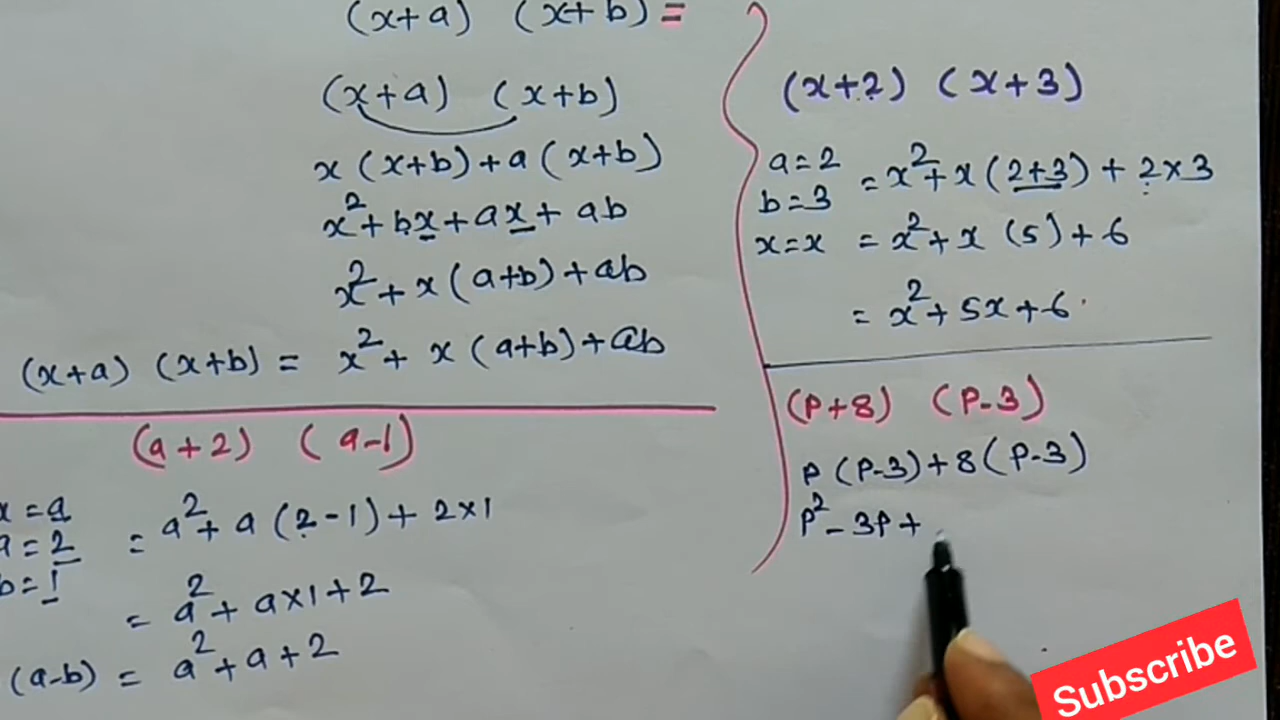 (x+a) (x+b) =
(x+a) (x+b)
x (x+b) + a (x+b)
x² + bx + ax + ab
x² + x (a+b) + ab
(x+a) (x+b) = x² + x (a+b) + ab
(a+2) (a-1)
x = a
a = 2
b = 1
= a² + a (2-1) + 2×1
= a² + a×1 + 2
(a-b) = a² + a + 2
(x+2) (x+3)
a=2
b=3
x=x
= x² + x (2+3) + 2×3
= x² + x (5) + 6
= x² + 5x + 6
(P+8) (P-3)
P (P-3) + 8 (P-3)
P² - 3P +
Subscribe